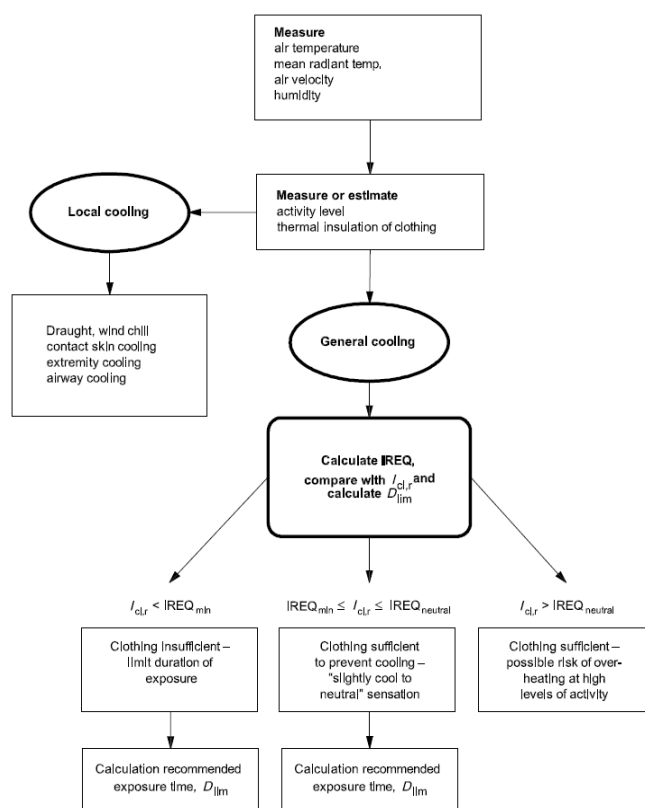 Measure
air temperature
mean radiant temp.
air velocity
humidity
Measure or estimate
activity level
thermal insulation of clothing
Local cooling
Draught, wind chill
contact skin cooling
extremity cooling
airway cooling
General cooling
Calculate IREQ,
compare with Icl,r and
calculate Dlim
Icl,r < IREQmin
IREQmin ≤ Icl,r ≤ IREQneutral
Icl,r > IREQneutral
Clothing insufficient –
limit duration of
exposure
Clothing sufficient
to prevent cooling –
"slightly cool to
neutral" sensation
Clothing sufficient –
possible risk of over-
heating at high
levels of activity
Calculation recommended
exposure time, Dlim
Calculation recommended
exposure time, Dlim